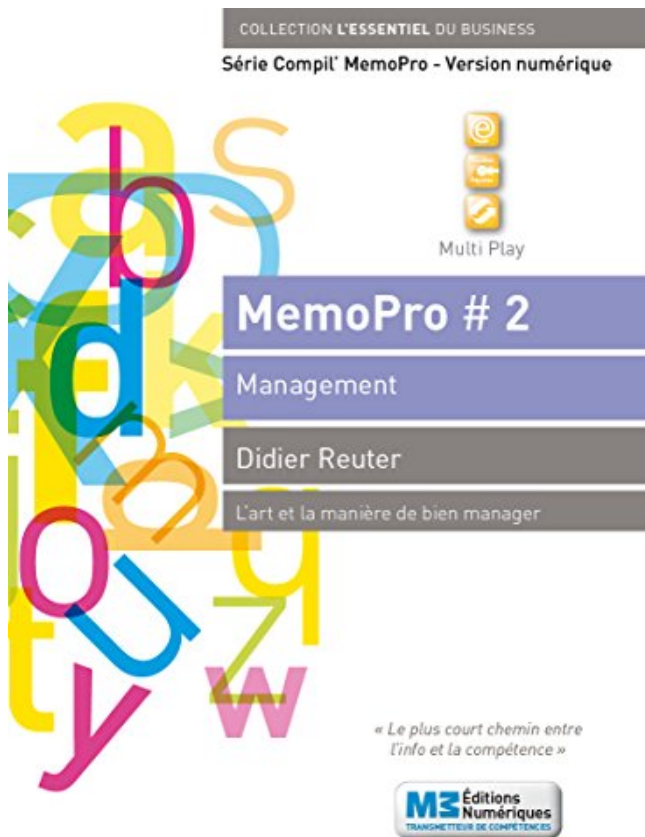 COLLECTION L'ESSENTIEL DU BUSINESS
Série Compil' MemoPro - Version numérique
Multi Play
MemoPro # 2
Management
Didier Reuter
L'art et la manière de bien manager
« Le plus court chemin entre
l'info et la compétence »
M3 Éditions
Numériques
TRANSMETTEUR DE COMPÉTENCES